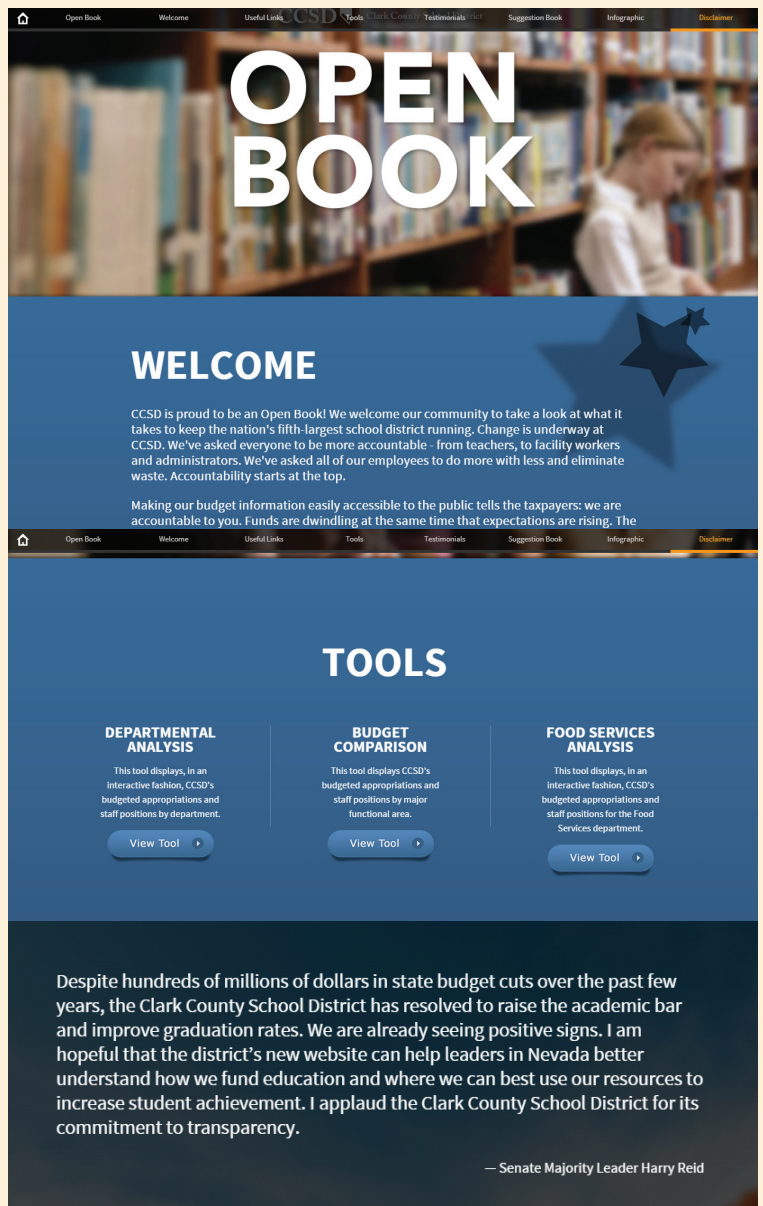 CCSD Clark County School District
Open Book Welcome Useful Links Tools Testimonials Suggestion Book Infographic Disclaimer
OPEN
BOOK
WELCOME
CCSD is proud to be an Open Book! We welcome our community to take a look at what it
takes to keep the nation's fifth-largest school district running. Change is underway at
CCSD. We've asked everyone to be more accountable - from teachers, to facility workers
and administrators. We've asked all of our employees to do more with less and eliminate
waste. Accountability starts at the top.
Making our budget information easily accessible to the public tells the taxpayers: we are
accountable to you. Funds are dwindling at the same time that expectations are rising. The
Open Book Welcome Useful Links Tools Testimonials Suggestion Book Infographic Disclaimer
TOOLS
DEPARTMENTAL
ANALYSIS
This tool displays, in an
interactive fashion, CCSD's
budgeted appropriations and
staff positions by department.
View Tool
BUDGET
COMPARISON
This tool displays CCSD's
budgeted appropriations and
staff positions by major
functional area.
View Tool
FOOD SERVICES
ANALYSIS
This tool displays, in an
interactive fashion, CCSD's
budgeted appropriations and
staff positions for the Food
Services department.
View Tool
Despite hundreds of millions of dollars in state budget cuts over the past few
years, the Clark County School District has resolved to raise the academic bar
and improve graduation rates. We are already seeing positive signs. I am
hopeful that the district’s new website can help leaders in Nevada better
understand how we fund education and where we can best use our resources to
increase student achievement. I applaud the Clark County School District for its
commitment to transparency.
— Senate Majority Leader Harry Reid